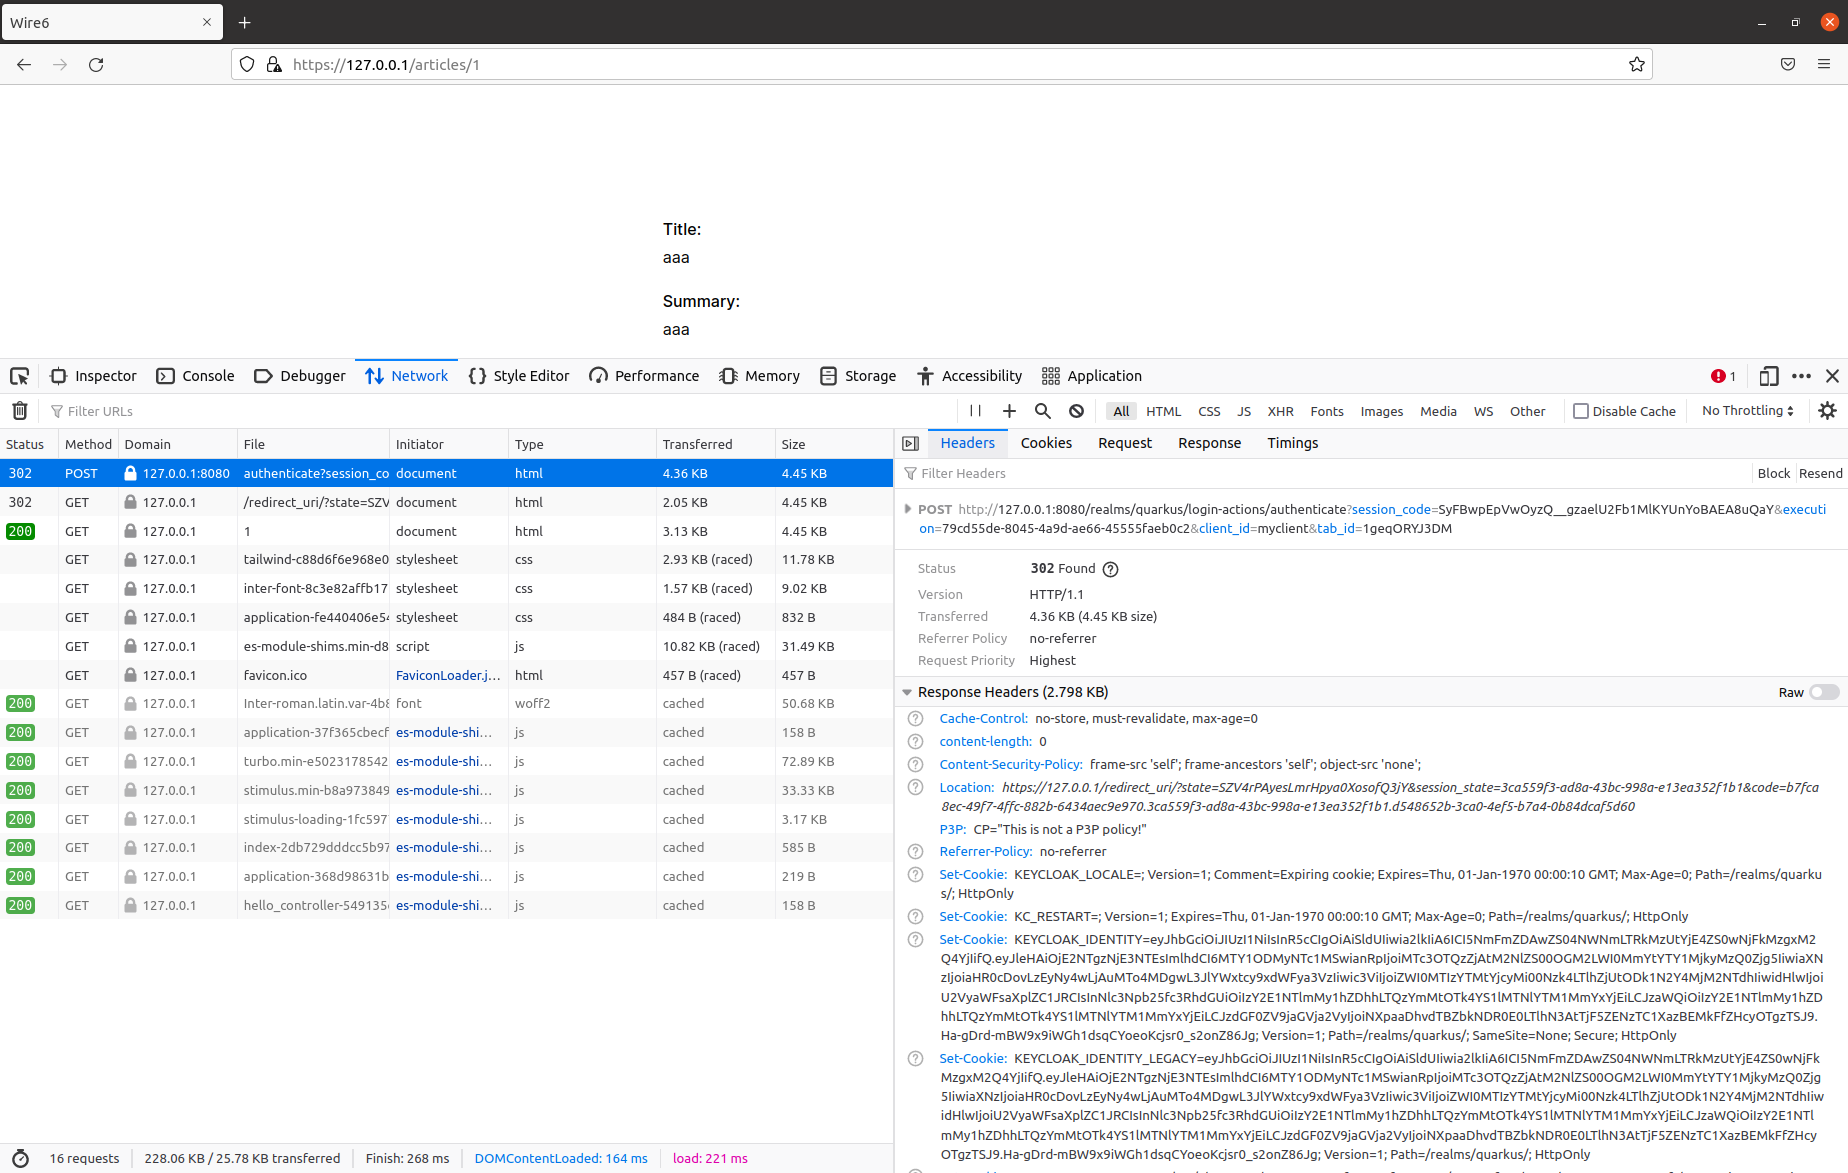 Wire6
https://127.0.0.1/articles/1
Title:
aaa
Summary:
aaa
Inspector Console Debugger Network Style Editor Performance Memory Storage Accessibility Application 1
Filter URLs All HTML CSS JS XHR Fonts Images Media WS Other Disable Cache No Throttling
Status Method Domain File Initiator Type Transferred Size
302 POST 127.0.0.1:8080 authenticate?session_co document html 4.36 KB 4.45 KB
302 GET 127.0.0.1 /redirect_uri/?state=SZV document html 2.05 KB 4.45 KB
200 GET 127.0.0.1 1 document html 3.13 KB 4.45 KB
GET 127.0.0.1 tailwind-c88d6f6e968e0 stylesheet css 2.93 KB (raced) 11.78 KB
GET 127.0.0.1 inter-font-8c3e82affb17 stylesheet css 1.57 KB (raced) 9.02 KB
GET 127.0.0.1 application-fe440406e54 stylesheet css 484 B (raced) 832 B
GET 127.0.0.1 es-module-shims.min-d8 script js 10.82 KB (raced) 31.49 KB
GET 127.0.0.1 favicon.ico FaviconLoader.j... html 457 B (raced) 457 B
200 GET 127.0.0.1 Inter-roman.latin.var-4b8 font woff2 cached 50.68 KB
200 GET 127.0.0.1 application-37f365cbecf es-module-shi... js cached 158 B
200 GET 127.0.0.1 turbo.min-e5023178542 es-module-shi... js cached 72.89 KB
200 GET 127.0.0.1 stimulus.min-b8a973849 es-module-shi... js cached 33.33 KB
200 GET 127.0.0.1 stimulus-loading-1fc597 es-module-shi... js cached 3.17 KB
200 GET 127.0.0.1 index-2db729dddcc5b97 es-module-shi... js cached 585 B
200 GET 127.0.0.1 application-368d98631b es-module-shi... js cached 219 B
200 GET 127.0.0.1 hello_controller-549135 es-module-shi... js cached 158 B
16 requests 228.06 KB / 25.78 KB transferred Finish: 268 ms DOMContentLoaded: 164 ms load: 221 ms
Headers Cookies Request Response Timings
Filter Headers Block Resend
POST http://127.0.0.1:8080/realms/quarkus/login-actions/authenticate?session_code=SyFBwpEpVwOyzQ__gzaelU2Fb1MlKYUnYoBAEA8uQaY&executi
on=79cd55de-8045-4a9d-ae66-45555faeb0c2&client_id=myclient&tab_id=1geqORYJ3DM
Status 302 Found
Version HTTP/1.1
Transferred 4.36 KB (4.45 KB size)
Referrer Policy no-referrer
Request Priority Highest
Response Headers (2.798 KB) Raw
Cache-Control: no-store, must-revalidate, max-age=0
content-length: 0
Content-Security-Policy: frame-src 'self'; frame-ancestors 'self'; object-src 'none';
Location: https://127.0.0.1/redirect_uri/?state=SZV4rPAyesLmrHpya0XosofQ3jY&session_state=3ca559f3-ad8a-43bc-998a-e13ea352f1b1&code=b7fca
8ec-49f7-4ffc-882b-6434aec9e970.3ca559f3-ad8a-43bc-998a-e13ea352f1b1.d548652b-3ca0-4ef5-b7a4-0b84dcaf5d60
P3P: CP="This is not a P3P policy!"
Referrer-Policy: no-referrer
Set-Cookie: KEYCLOAK_LOCALE=; Version=1; Comment=Expiring cookie; Expires=Thu, 01-Jan-1970 00:00:10 GMT; Max-Age=0; Path=/realms/quarku
s/; HttpOnly
Set-Cookie: KC_RESTART=; Version=1; Expires=Thu, 01-Jan-1970 00:00:10 GMT; Max-Age=0; Path=/realms/quarkus/; HttpOnly
Set-Cookie:
Version=1; Path=/realms/quarkus/; SameSite=None; Secure; HttpOnly
Set-Cookie:
Version=1; Path=/realms/quarkus/; HttpOnly